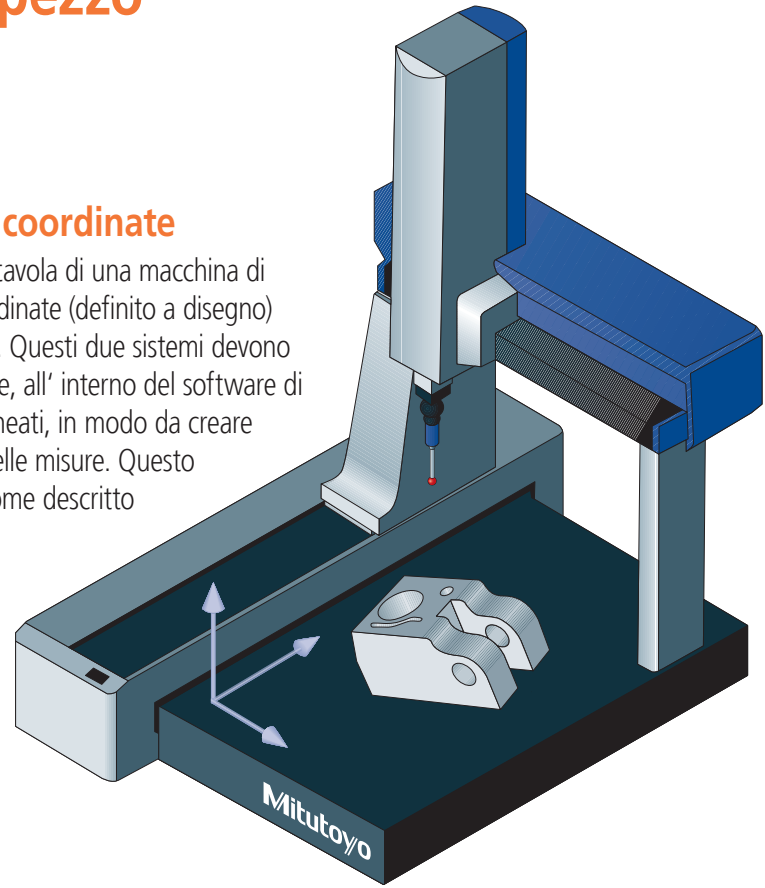 pezzo
coordinate
tavola di una macchina di
dinate (definito a disegno)
. Questi due sistemi devono
e, all‘ interno del software di
neati, in modo da creare
elle misure. Questo
ome descritto
Mitutoyo